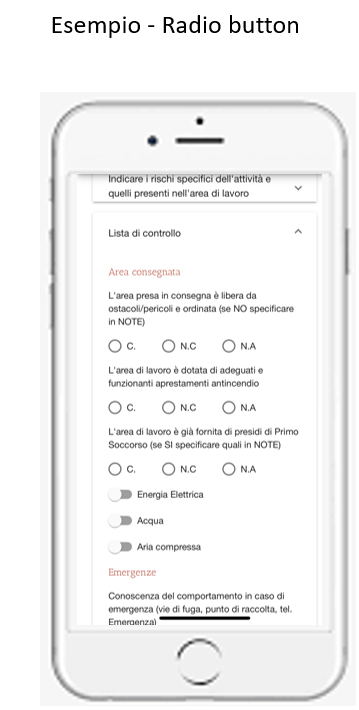 Esempio - Radio button
Indicare i rischi specifici dell'attività e
quelli presenti nell'area di lavoro
Lista di controllo
Area consegnata
L'area presa in consegna è libera da
ostacoli/pericoli e ordinata (se NO specificare
in NOTE)
C. N.C N.A
L'area di lavoro è dotata di adeguati e
funzionanti aprestamenti antincendio
C. N.C N.A
L'area di lavoro è già fornita di presidi di Primo
Soccorso (se SI specificare quali in NOTE)
C. N.C N.A
Energia Elettrica
Acqua
Aria compressa
Emergenze
Conoscenza del comportamento in caso di
emergenza (vie di fuga, punto di raccolta, tel.
Emergenza)